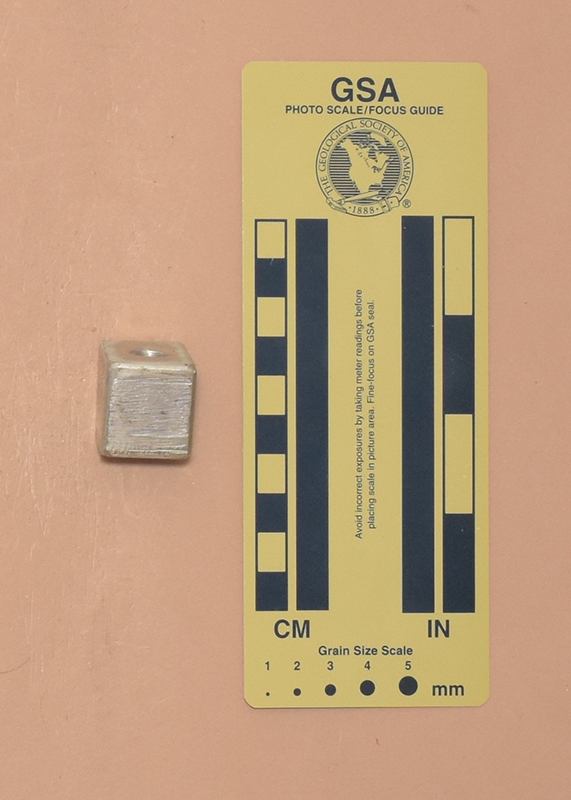 GSA
PHOTO SCALE/FOCUS GUIDE
THE GEOLOGICAL SOCIETY OF AMERICA
·1888·
®
Avoid incorrect exposures by taking meter readings before
placing scale in picture area. Fine-focus on GSA seal.
CM IN
Grain Size Scale
1 2 3 4 5
mm